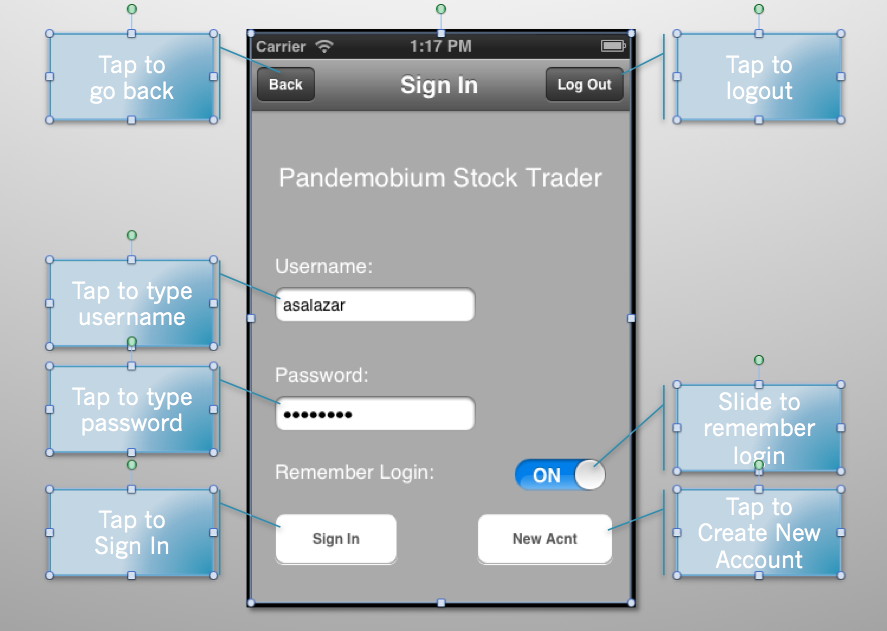 Carrier 1:17 PM
Tap to
go back
Back Sign In Log Out
Tap to
logout
Pandemobium Stock Trader
Tap to type
username
Username:
asalazar
Tap to type
password
Password:
••••••••
Slide to
remember
login
Remember Login: ON
Tap to
Sign In
Sign In New Acnt
Tap to
Create New
Account